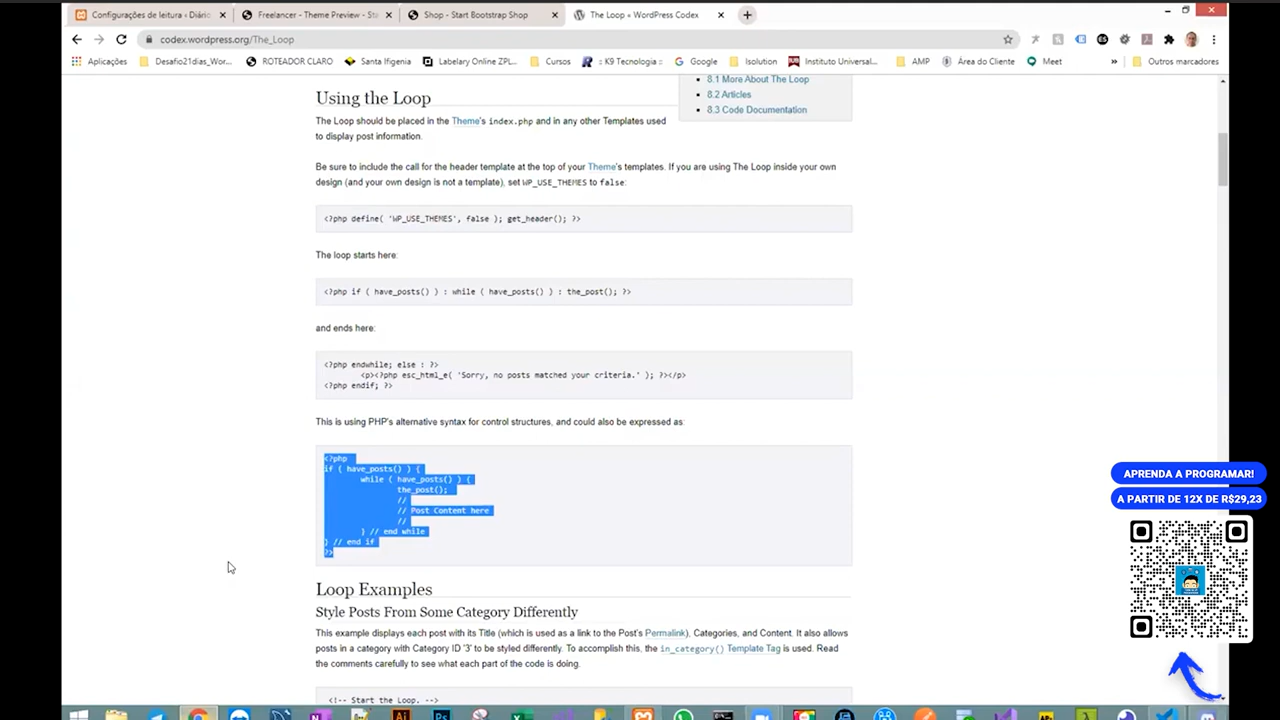 Configurações de leitura ‹ Diário
Freelancer - Theme Preview - St
Shop - Start Bootstrap Shop
The Loop « WordPress Codex
codex.wordpress.org/The_Loop
Aplicações
Desafio21dias_Wor...
ROTEADOR CLARO
Santa Ifigenia
Labelary Online ZPL...
Cursos
:: K9 Tecnologia ::
Google
Isolution
Instituto Universal...
AMP
Área do Cliente
Meet
»
Outros marcadores
8.1 More About The Loop
8.2 Articles
8.3 Code Documentation
Using the Loop
The Loop should be placed in the Theme's index.php and in any other Templates used
to display post information.
Be sure to include the call for the header template at the top of your Theme's templates. If you are using The Loop inside your own
design (and your own design is not a template), set WP_USE_THEMES to false:
<?php define( 'WP_USE_THEMES', false ); get_header(); ?>
The loop starts here:
<?php if ( have_posts() ) : while ( have_posts() ) : the_post(); ?>
and ends here:
<?php endwhile; else : ?>
<p><?php esc_html_e( 'Sorry, no posts matched your criteria.' ); ?></p>
<?php endif; ?>
This is using PHP's alternative syntax for control structures, and could also be expressed as:
<?php
if ( have_posts() ) {
while ( have_posts() ) {
the_post();
//
// Post Content here
//
} // end while
} // end if
?>
Loop Examples
Style Posts From Some Category Differently
This example displays each post with its Title (which is used as a link to the Post's Permalink), Categories, and Content. It also allows
posts in a category with Category ID '3' to be styled differently. To accomplish this, the in_category() Template Tag is used. Read
the comments carefully to see what each part of the code is doing.
<!-- Start the Loop. -->
APRENDA A PROGRAMAR!
A PARTIR DE 12X DE R$29,23